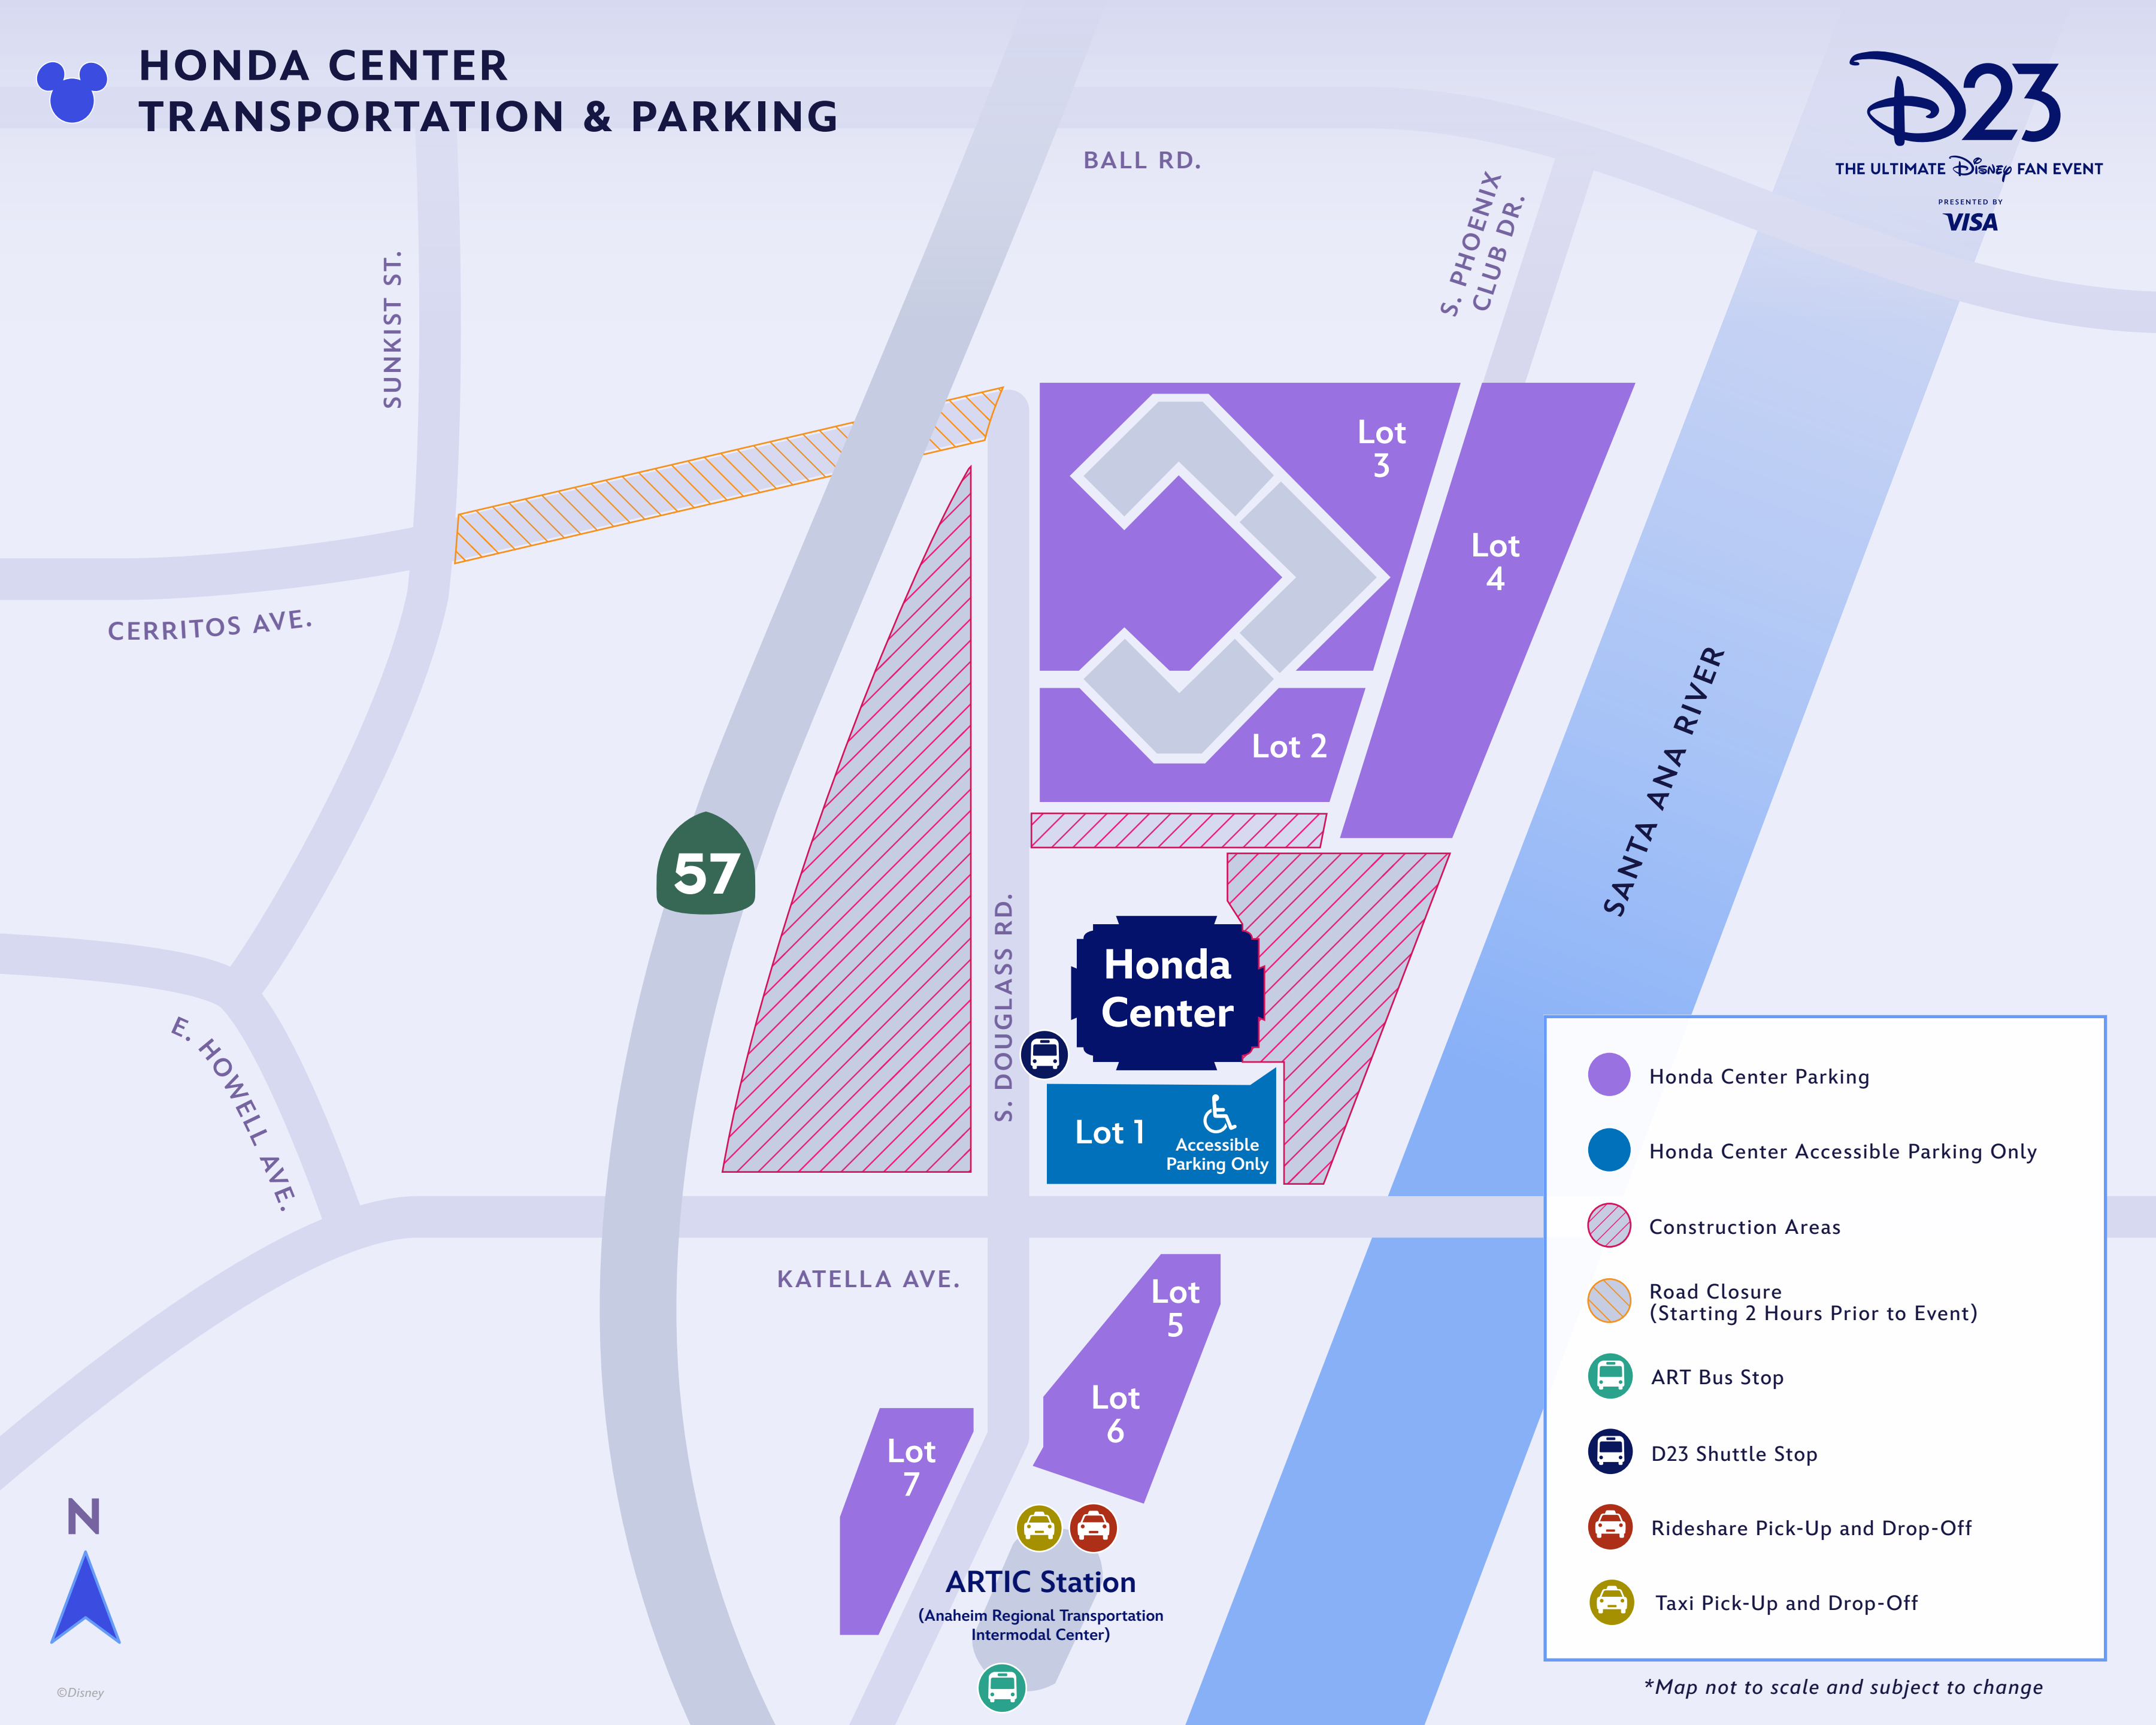 HONDA CENTER
TRANSPORTATION & PARKING
D23
THE ULTIMATE Disney FAN EVENT
PRESENTED BY
VISA
BALL RD.
S. PHOENIX
CLUB DR.
SUNKIST ST.
Lot
3
Lot
4
CERRITOS AVE.
Lot 2
SANTA ANA RIVER
57
S. DOUGLASS RD.
Honda
Center
E. HOWELL AVE.
Lot 1
Accessible
Parking Only
KATELLA AVE.
Lot
5
Lot
6
Lot
7
ARTIC Station
(Anaheim Regional Transportation
Intermodal Center)
Honda Center Parking
Honda Center Accessible Parking Only
Construction Areas
Road Closure
(Starting 2 Hours Prior to Event)
ART Bus Stop
D23 Shuttle Stop
Rideshare Pick-Up and Drop-Off
Taxi Pick-Up and Drop-Off
N
©Disney
*Map not to scale and subject to change